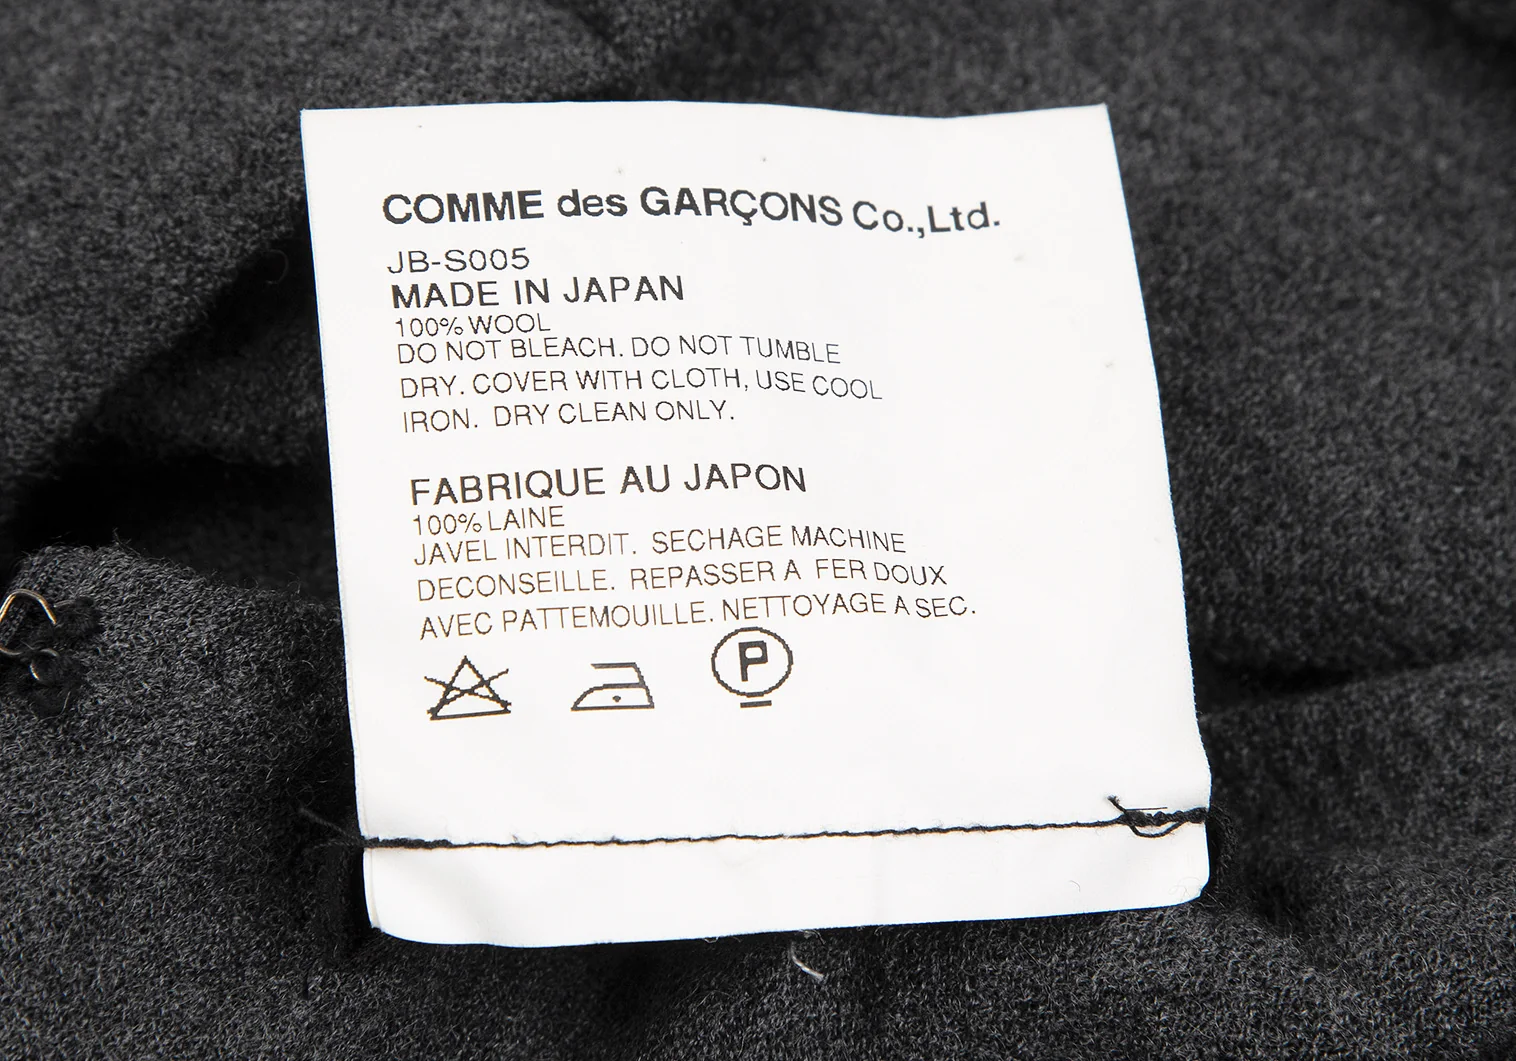 COMME des GARÇONS Co.,Ltd.
JB-S005
MADE IN JAPAN
100% WOOL
DO NOT BLEACH. DO NOT TUMBLE
DRY. COVER WITH CLOTH, USE COOL
IRON. DRY CLEAN ONLY.
FABRIQUE AU JAPON
100% LAINE
JAVEL INTERDIT. SECHAGE MACHINE
DECONSEILLE. REPASSER A FER DOUX
AVEC PATTEMOUILLE. NETTOYAGE A SEC.
P